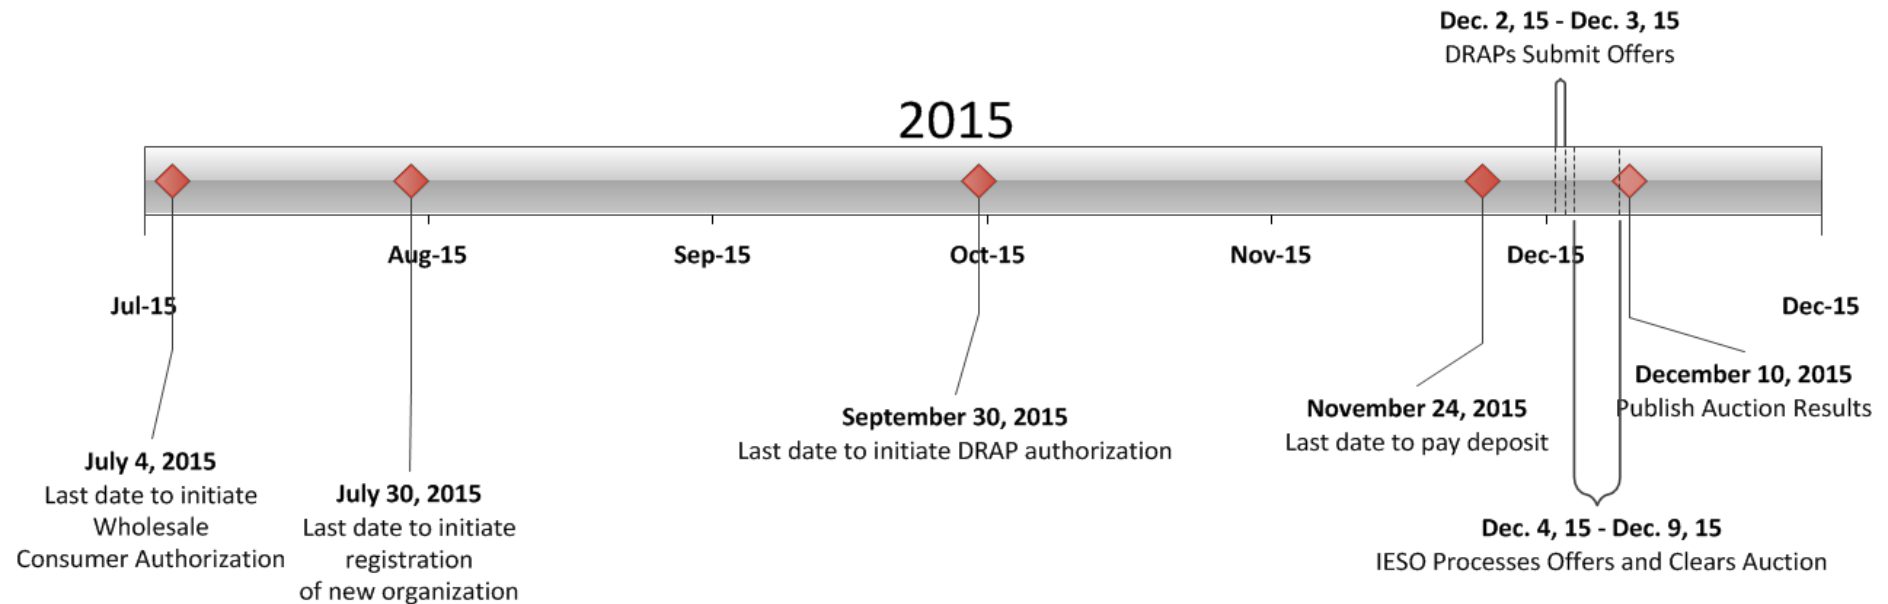 Dec. 2, 15 - Dec. 3, 15
DRAPs Submit Offers
2015
Aug-15
Sep-15
Oct-15
Nov-15
Dec-15
Jul-15
Dec-15
July 4, 2015
Last date to initiate
Wholesale
Consumer Authorization
July 30, 2015
Last date to initiate
registration
of new organization
September 30, 2015
Last date to initiate DRAP authorization
November 24, 2015
Last date to pay deposit
December 10, 2015
Publish Auction Results
Dec. 4, 15 - Dec. 9, 15
IESO Processes Offers and Clears Auction